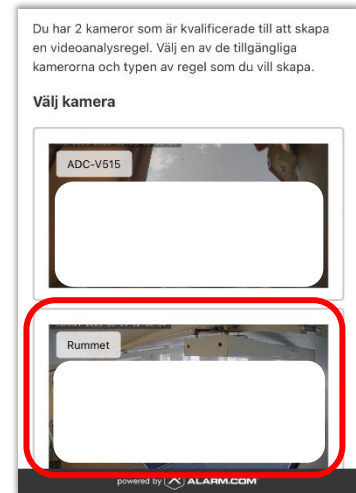 Du har 2 kameror som är kvalificerade till att skapa
en videoanalysregel. Välj en av de tillgängliga
kamerorna och typen av regel som du vill skapa.
Välj kamera
ADC-V515
Rummet
powered by ALARM.COM